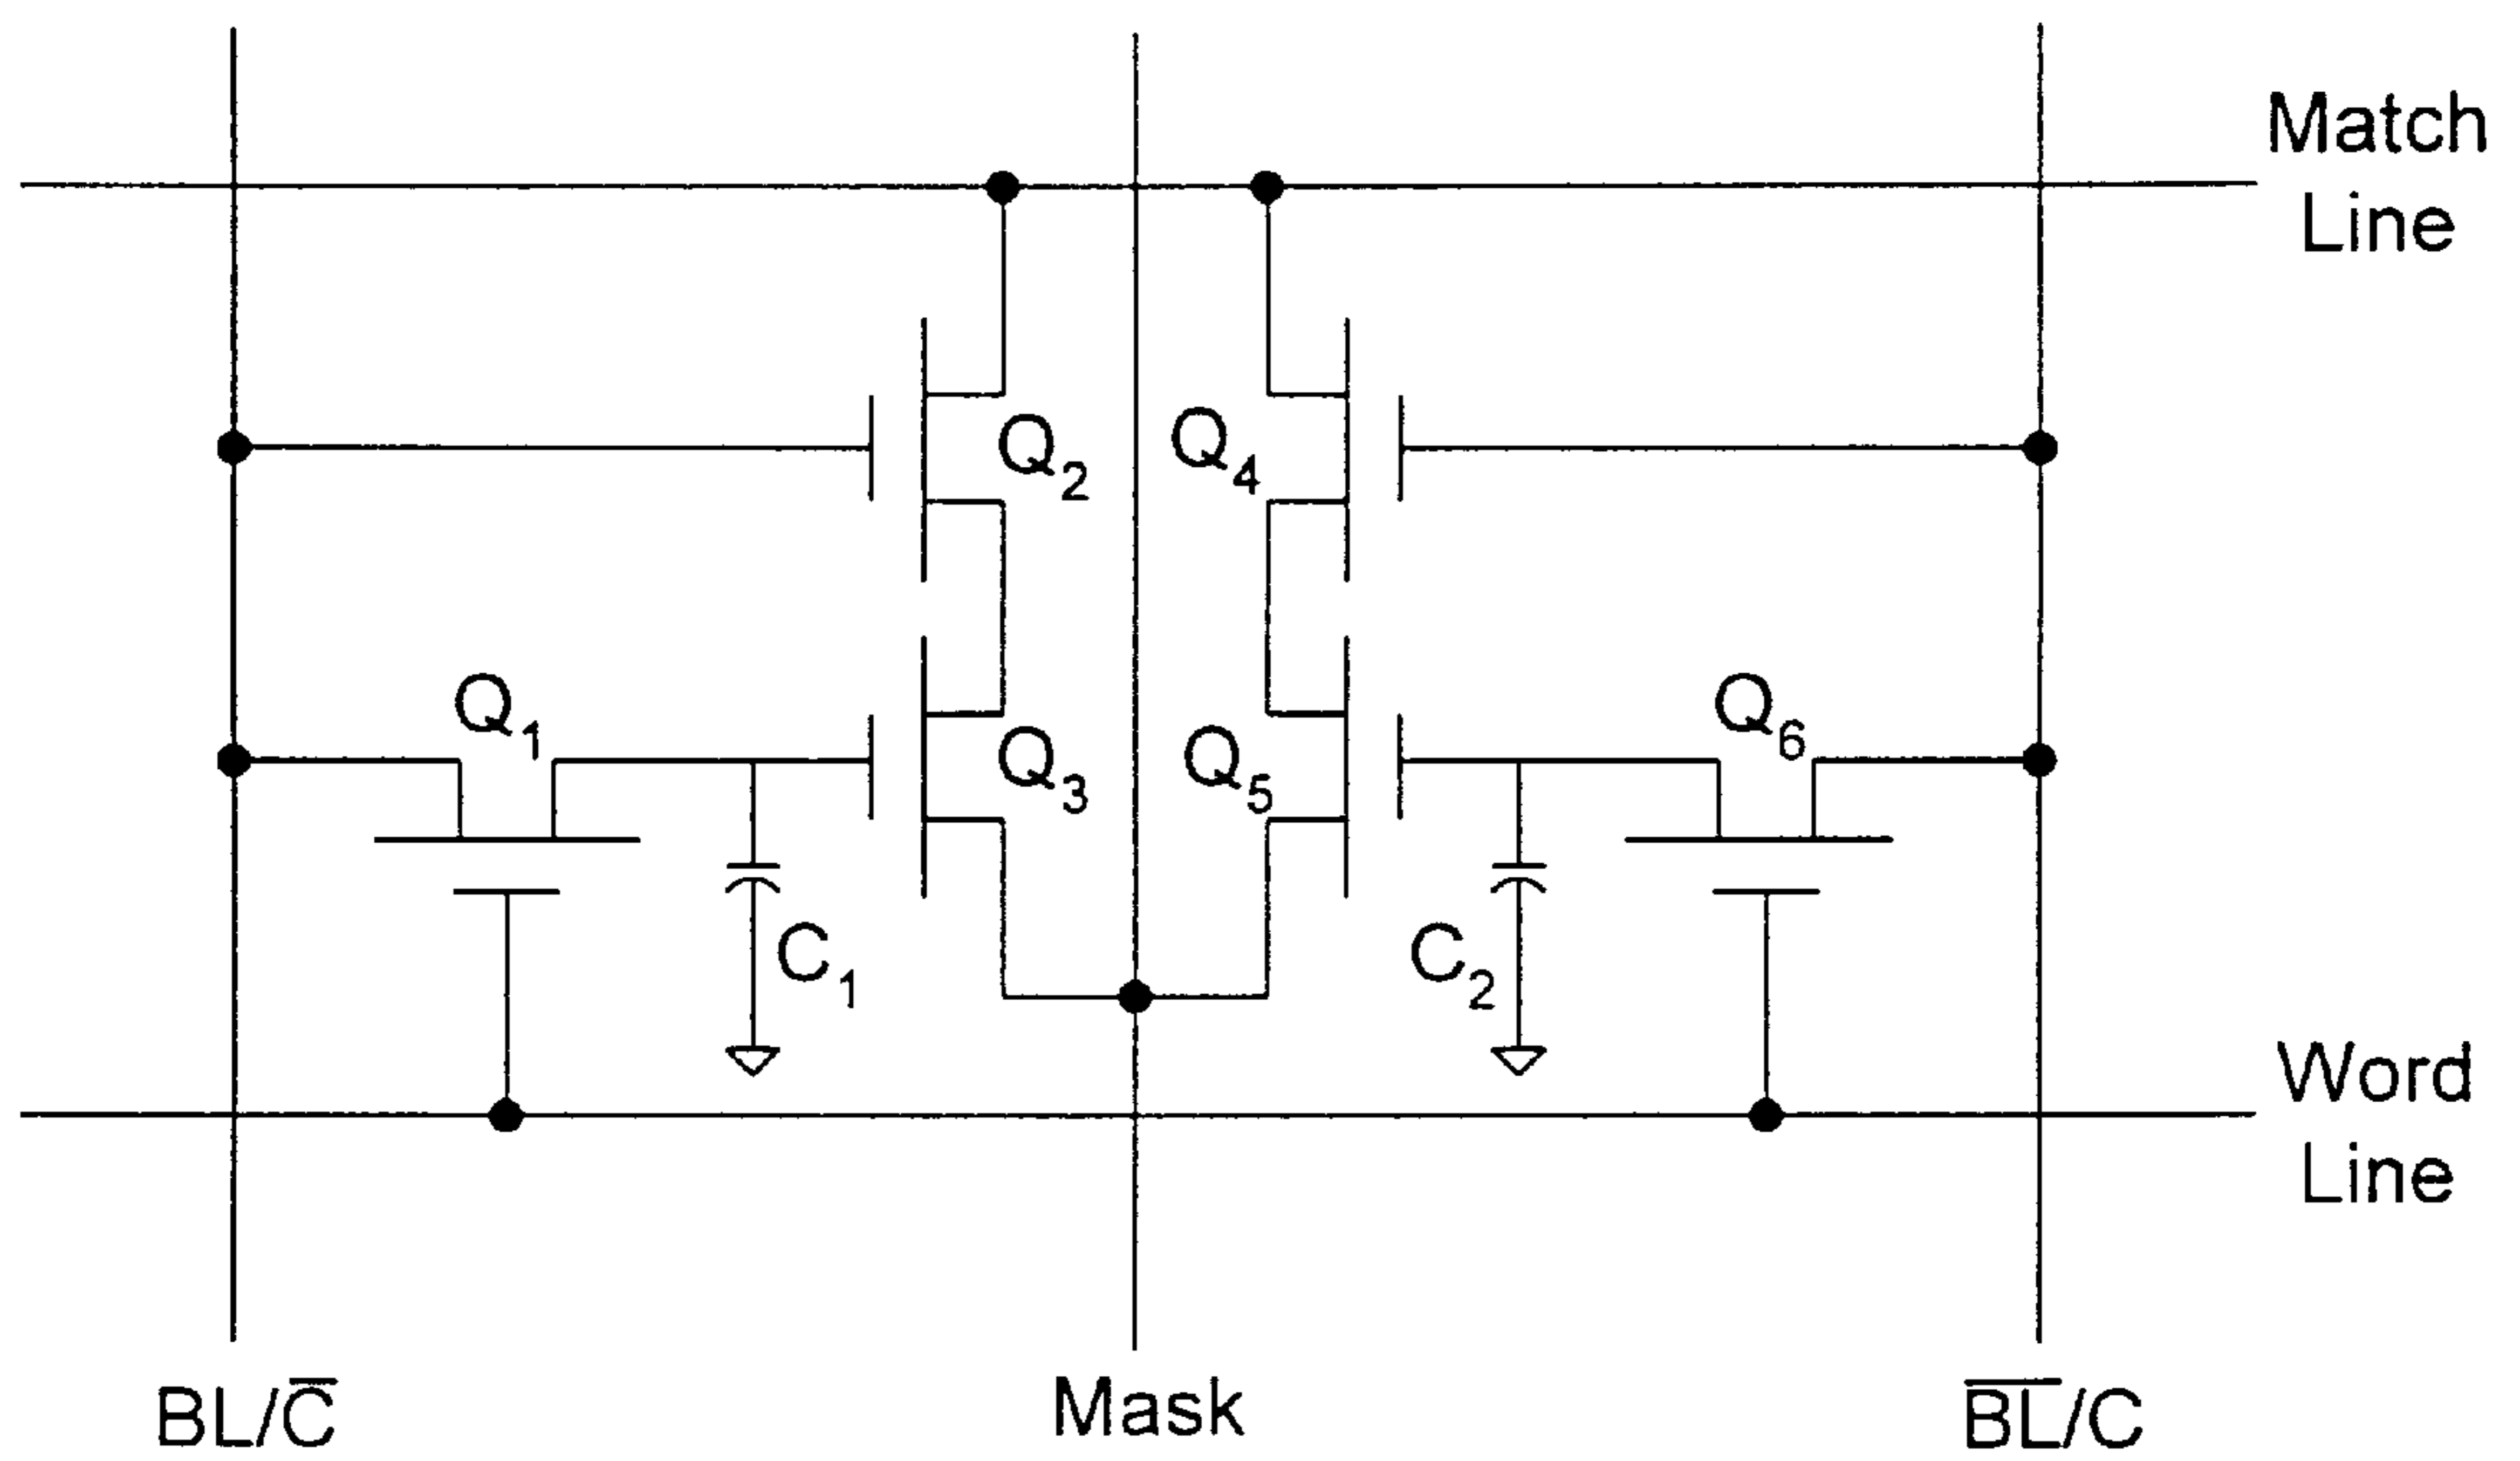 Match
Line
Q2
Q4
Q1
Q6
Q3
Q5
C1
C2
Word
Line
BL/C̅
Mask
B̅L̅/C